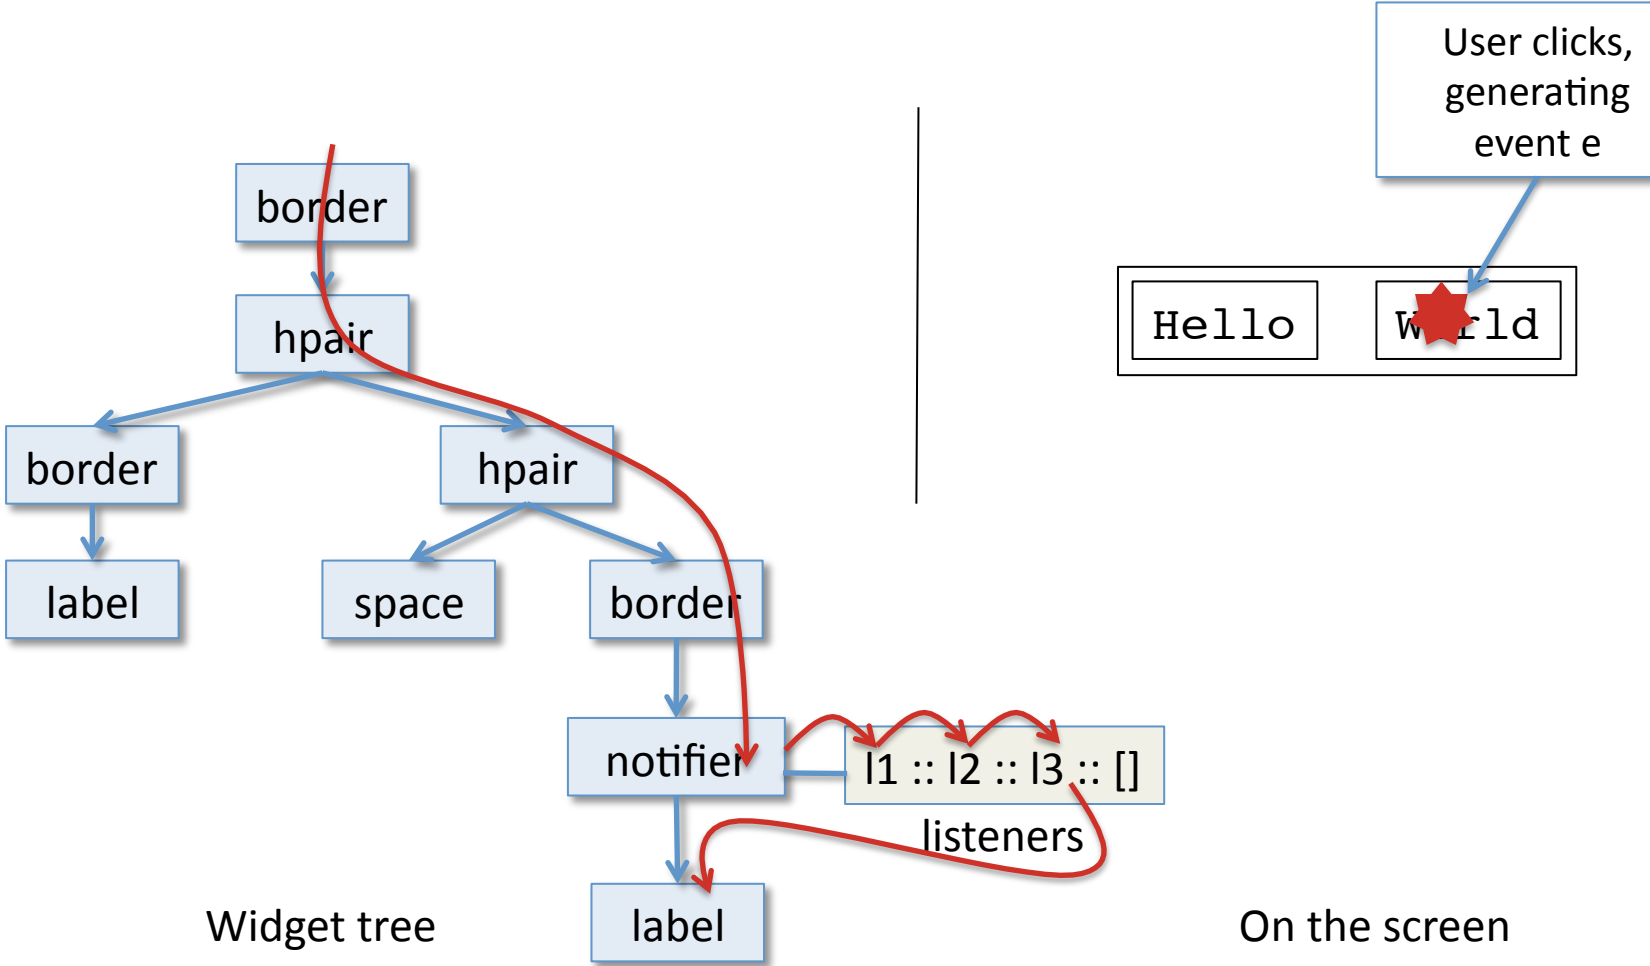 User clicks,
generating
event e
border
hpair
Hello
World
border
hpair
label
space
border
notifier
l1 :: l2 :: l3 :: []
listeners
label
Widget tree
On the screen